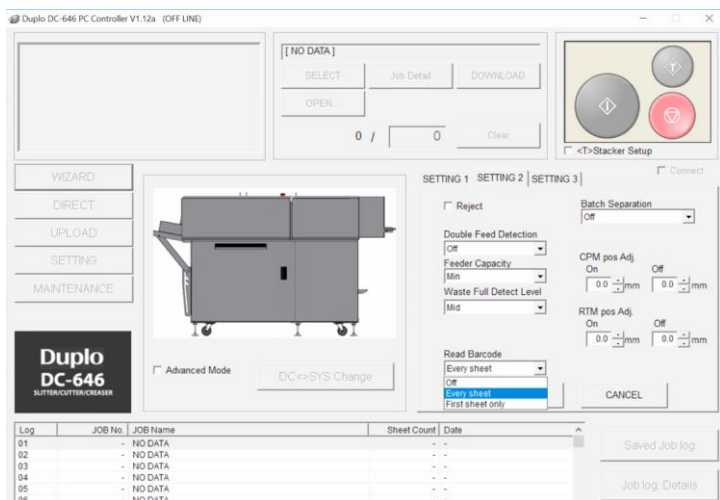 Duplo DC-646 PC Controller V1.12a (OFF LINE)
[ NO DATA ]
SELECT
Job Detail
DOWNLOAD
OPEN...
0 / 0
Clear
<T>Stacker Setup
Connect
WIZARD
DIRECT
UPLOAD
SETTING
MAINTENANCE
Duplo
DC-646
SLITTER/CUTTER/CREASER
Advanced Mode
DC<=>SYS Change
SETTING 1 SETTING 2 SETTING 3
Reject
Batch Separation
Off
Double Feed Detection
Off
Feeder Capacity
Min
Waste Full Detect Level
Mid
CPM pos Adj.
On Off
0.0 mm 0.0 mm
RTM pos Adj.
On Off
0.0 mm 0.0 mm
Read Barcode
Every sheet
Off
Every sheet
First sheet only
CANCEL
Log JOB No. JOB Name Sheet Count Date
01 - NO DATA - -
02 - NO DATA - -
03 - NO DATA - -
04 - NO DATA - -
05 - NO DATA - -
06 - NO DATA - -
Saved Job log
Job log. Details